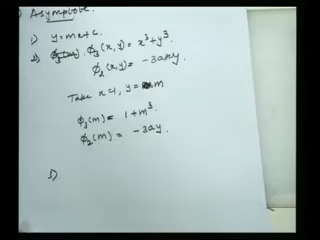 Asymptote.
1) y=mx+c.
2) ϕ₃(x,y) = x³+y³.
ϕ₂(x,y) = -3axy.
Take x=1, y=m
ϕ₃(m) = 1+m³.
ϕ₂(m) = -3ay.
3)